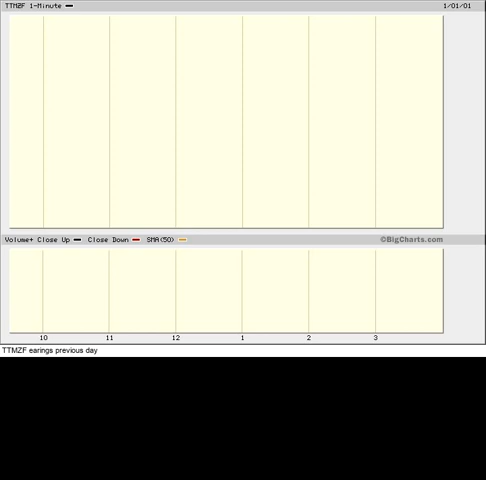 TTMZF 1-Minute 1/01/01
Volume+ Close Up Close Down SMA(50) ©BigCharts.com
10 11 12 1 2 3
TTMZF earings previous day